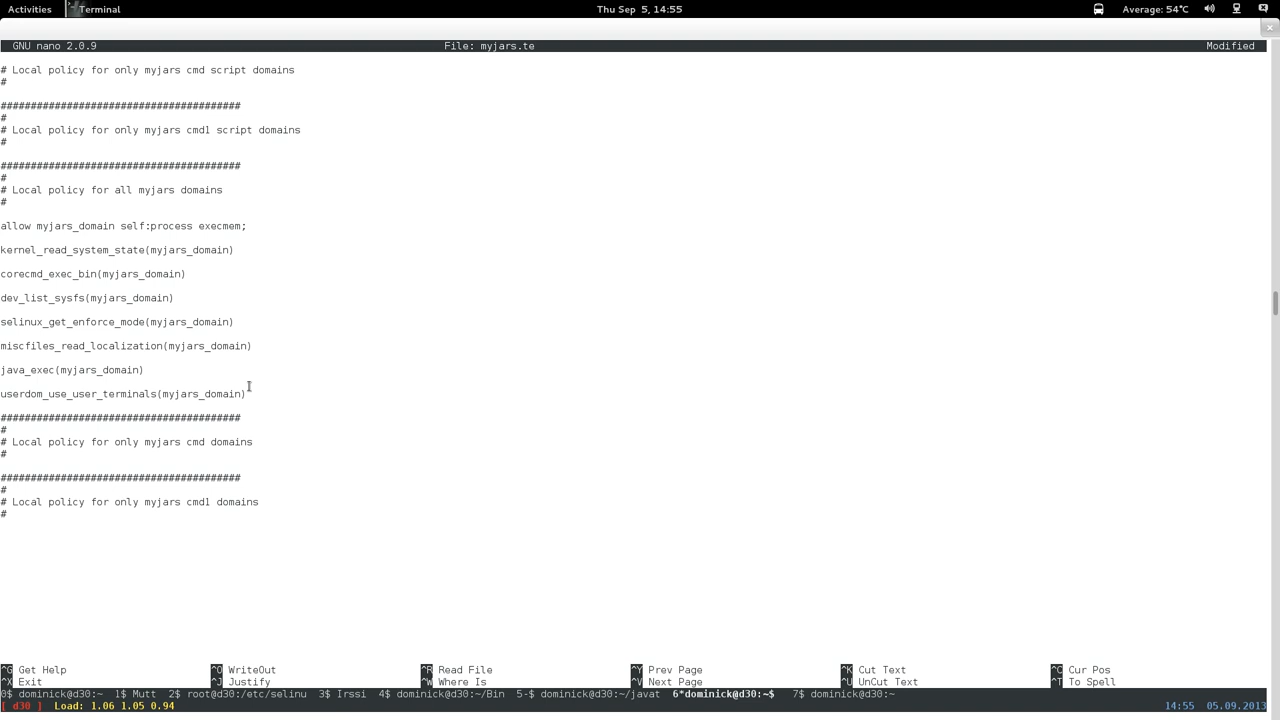 Activities Terminal Thu Sep 5, 14:55 Average: 54°C
GNU nano 2.0.9 File: myjars.te Modified
# Local policy for only myjars cmd script domains
#
########################################
#
# Local policy for only myjars cmd1 script domains
#
########################################
#
# Local policy for all myjars domains
#
allow myjars_domain self:process execmem;
kernel_read_system_state(myjars_domain)
corecmd_exec_bin(myjars_domain)
dev_list_sysfs(myjars_domain)
selinux_get_enforce_mode(myjars_domain)
miscfiles_read_localization(myjars_domain)
java_exec(myjars_domain)
userdom_use_user_terminals(myjars_domain)
########################################
#
# Local policy for only myjars cmd domains
#
########################################
#
# Local policy for only myjars cmd1 domains
#
^G Get Help ^O WriteOut ^R Read File ^Y Prev Page ^K Cut Text ^C Cur Pos
^X Exit ^J Justify ^W Where Is ^V Next Page ^U UnCut Text ^T To Spell
0$ dominick@d30:~ 1$ Mutt 2$ root@d30:/etc/selinu 3$ Irssi 4$ dominick@d30:~/Bin 5-$ dominick@d30:~/javat 6*dominick@d30:~$ 7$ dominick@d30:~
[ d30 ] Load: 1.06 1.05 0.94 14:55 05.09.2013